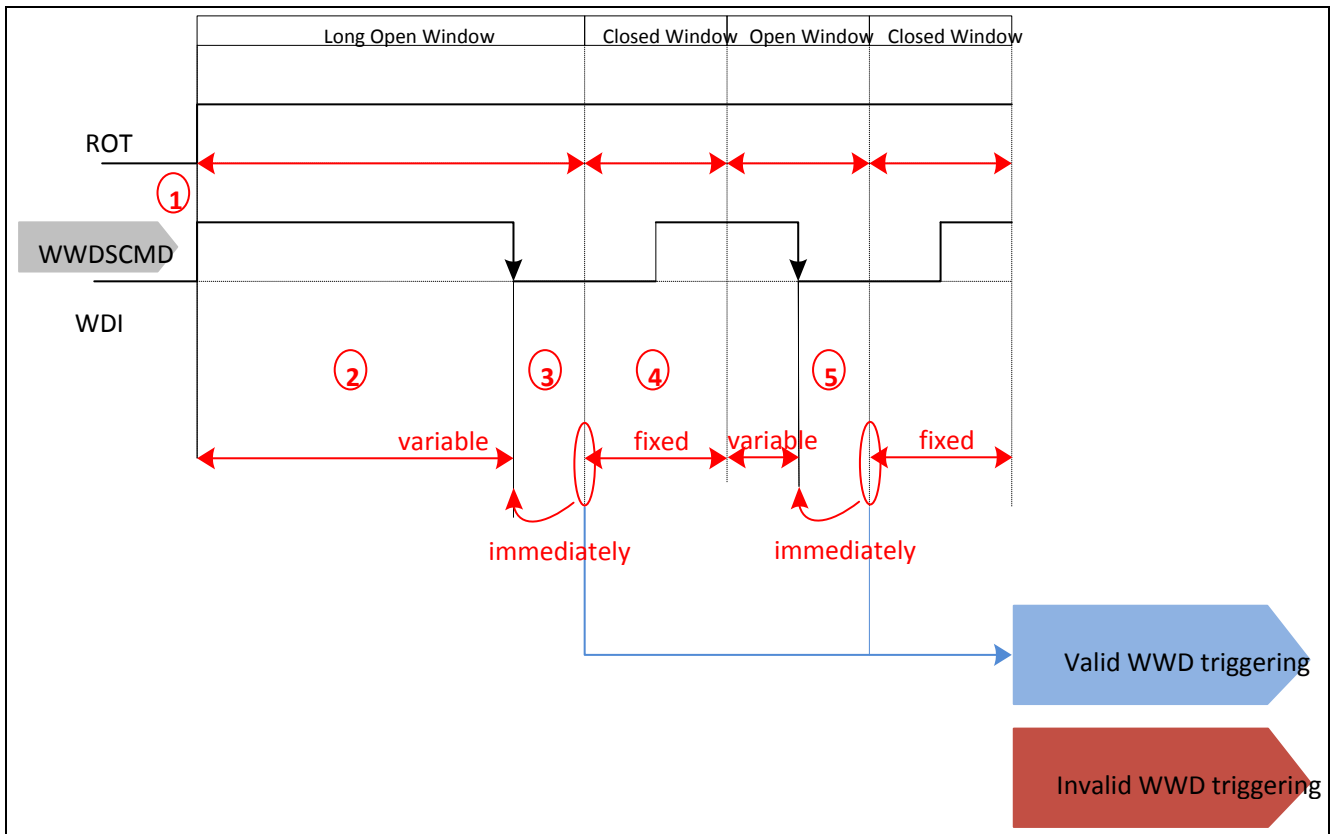 Long Open Window
Closed Window
Open Window
Closed Window
ROT
1
WWDSCMD
WDI
2
3
4
5
variable
fixed
variable
fixed
immediately
immediately
Valid WWD triggering
Invalid WWD triggering